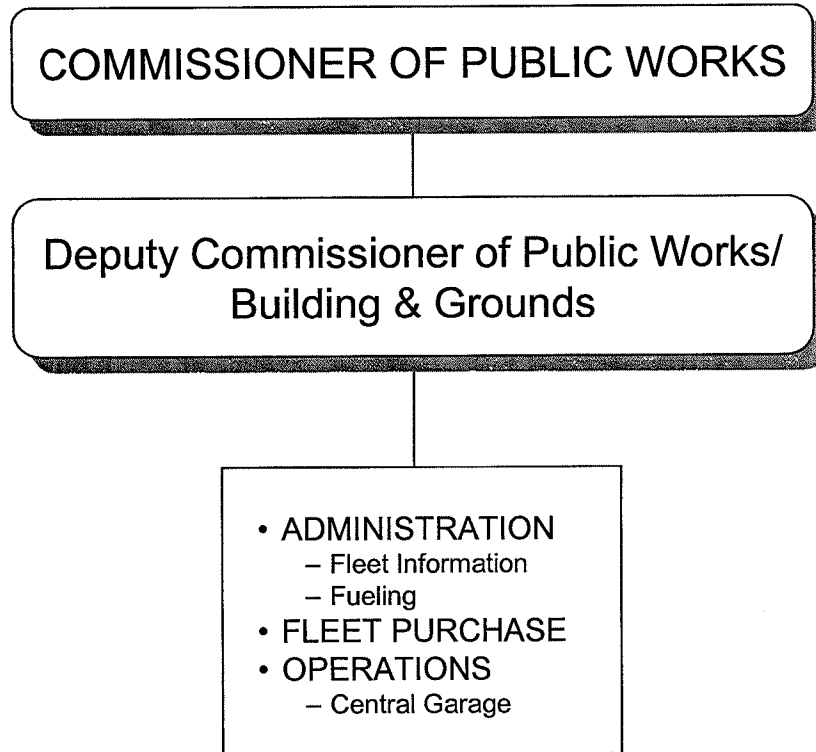 COMMISSIONER OF PUBLIC WORKS
Deputy Commissioner of Public Works/
Building & Grounds
• ADMINISTRATION
– Fleet Information
– Fueling
• FLEET PURCHASE
• OPERATIONS
– Central Garage